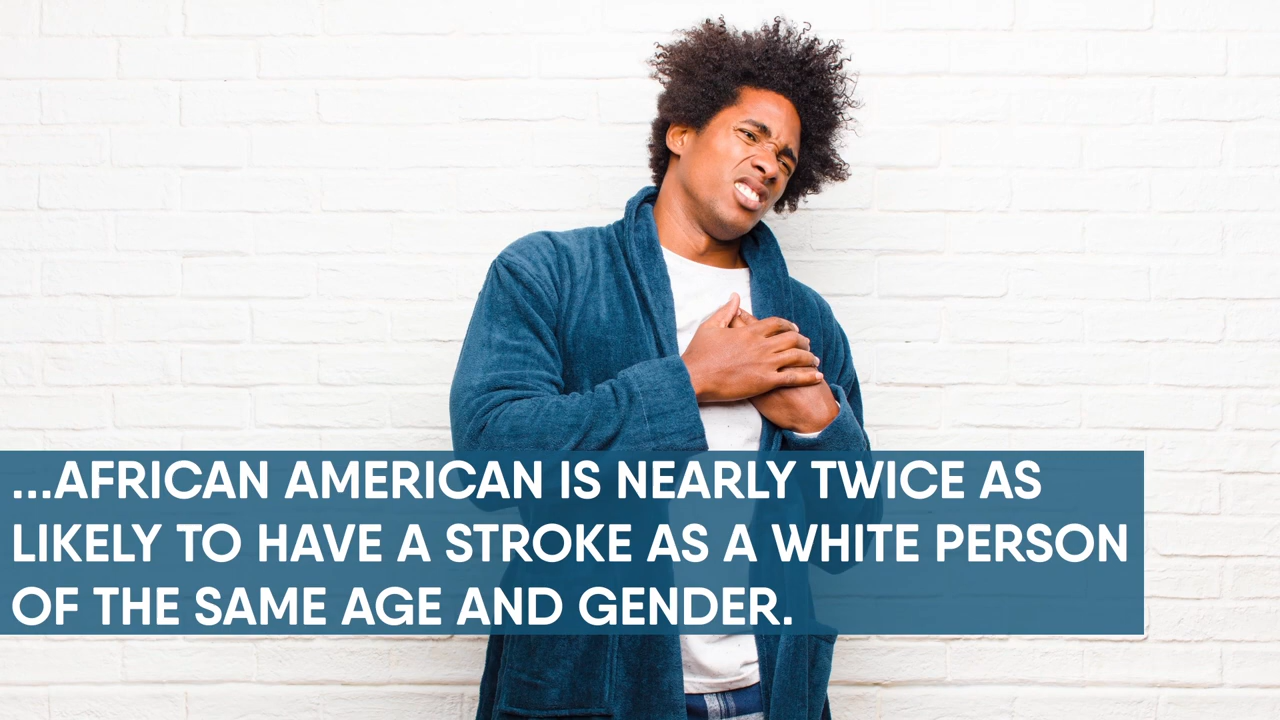 ...AFRICAN AMERICAN IS NEARLY TWICE AS
LIKELY TO HAVE A STROKE AS A WHITE PERSON
OF THE SAME AGE AND GENDER.